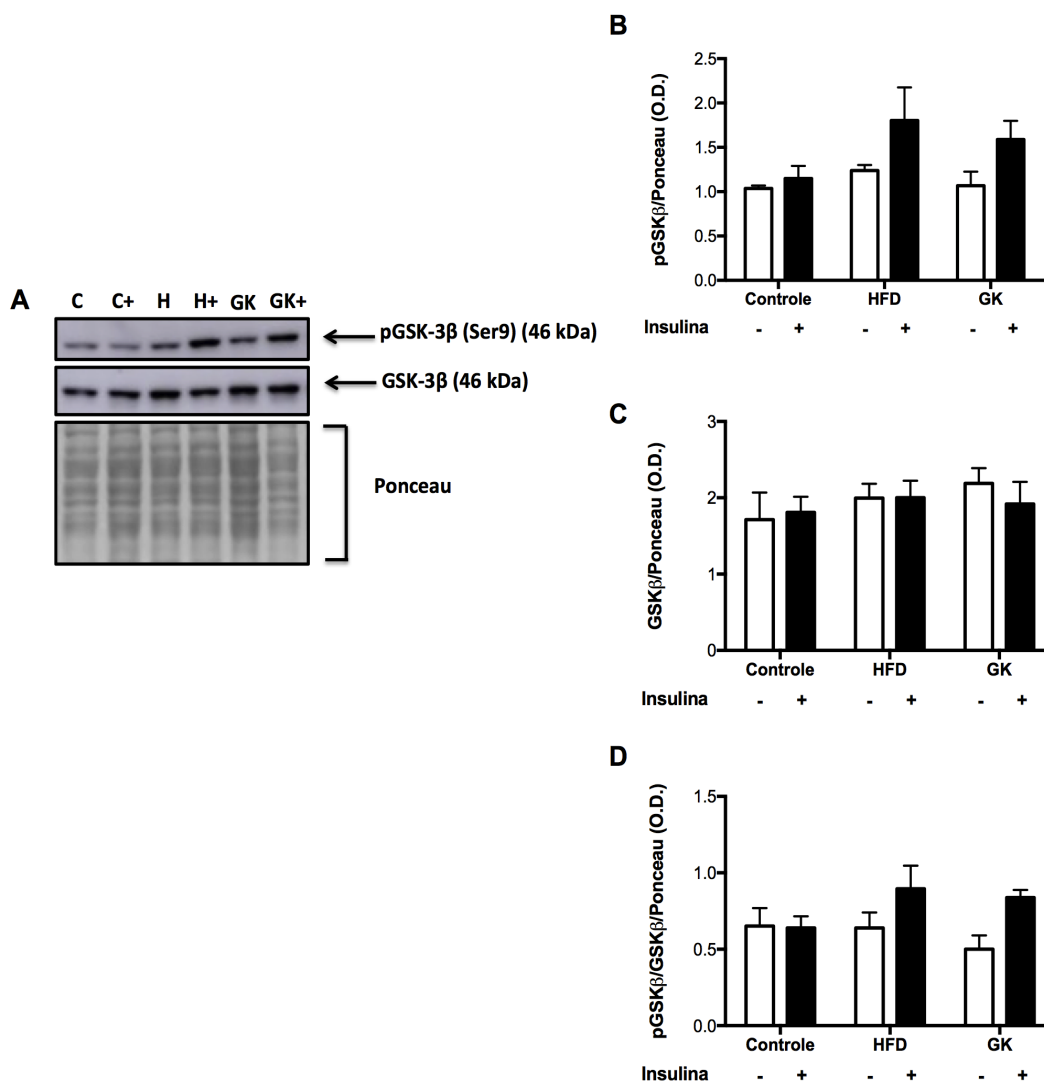 A
C C+ H H+ GK GK+
pGSK-3β (Ser9) (46 kDa)
GSK-3β (46 kDa)
Ponceau
B
pGSKβ/Ponceau (O.D.)
2.5
2.0
1.5
1.0
0.5
0.0
Controle HFD GK
Insulina - + - + - +
C
GSKβ/Ponceau (O.D.)
3
2
1
0
Controle HFD GK
Insulina - + - + - +
D
pGSKβ/GSKβ/Ponceau (O.D.)
1.5
1.0
0.5
0.0
Controle HFD GK
Insulina - + - + - +